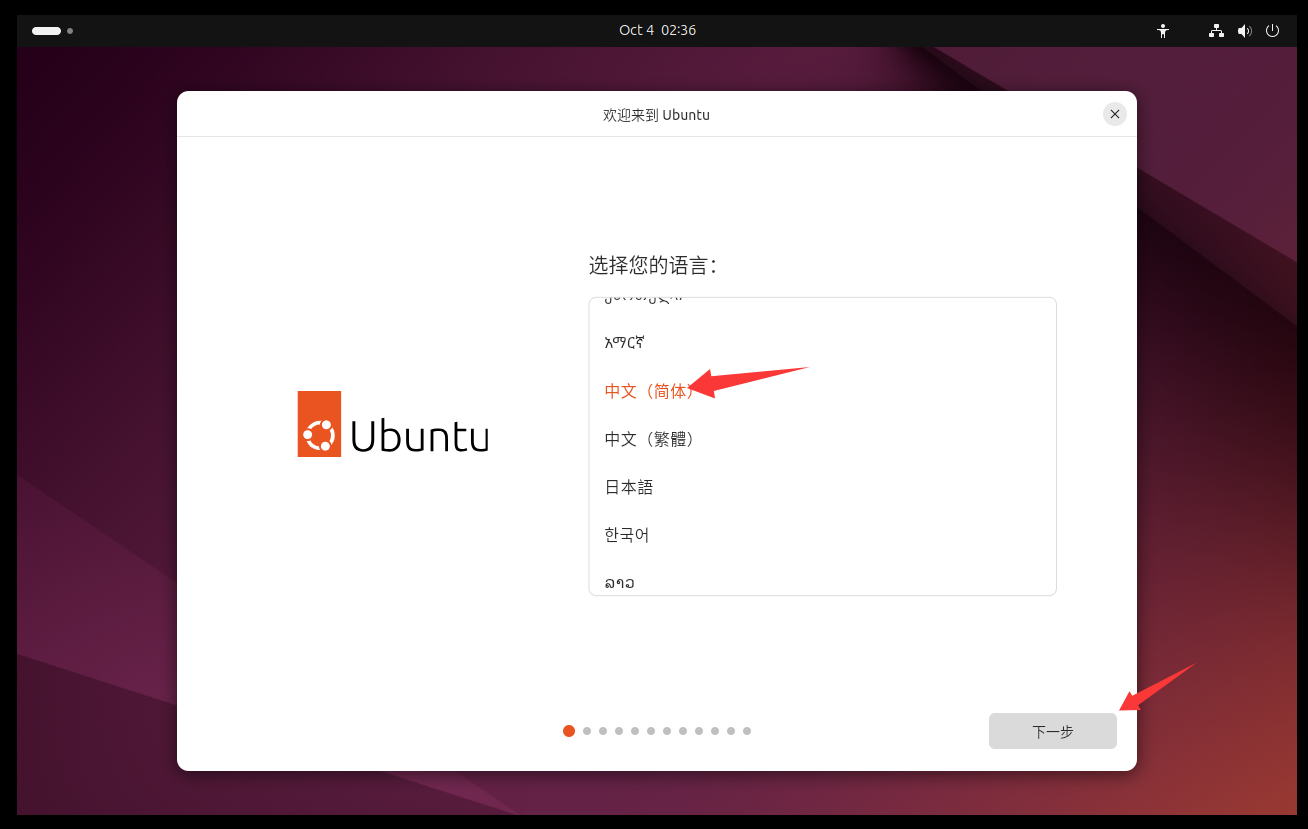 Oct 4 02:36
欢迎来到 Ubuntu
选择您的语言：
አማርኛ
中文（简体）
中文（繁體）
日本語
한국어
ລາວ
Ubuntu
下一步